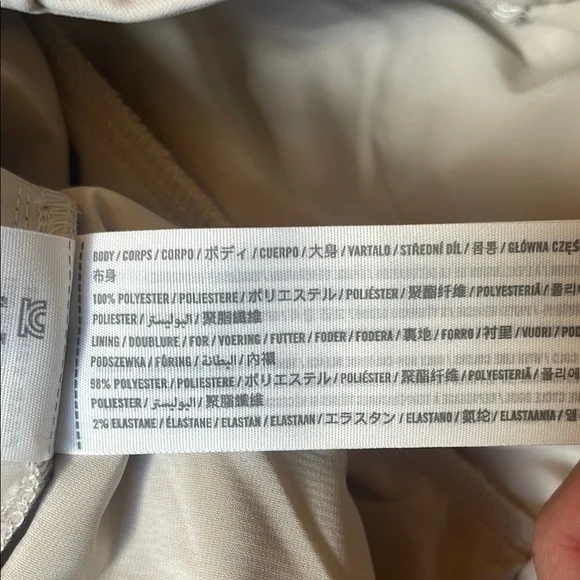 BODY / CORPS / CORPO / ボディ / CUERPO / 大身 / VARTALO / STŘEDNÍ DÍL / 몸통 / GŁÓWNA CZĘŚ
布身
100% POLYESTER / POLIESTERE / ポリエステル / POLIÉSTER / 聚酯纤维 / POLYESTERIÄ / 폴리에
POLIESTER / البوليستر / 聚脂纖維
LINING / DOUBLURE / FOR / VOERING / FUTTER / FODER / FODERA / 裏地 / FORRO / 衬里 / VUORI / POD
PODSZEWKA / FÔRING / البطانة / 內襯
98% POLYESTER / POLIESTERE / ポリエステル / POLIÉSTER / 聚酯纤维 / POLYESTERIÄ / 폴리에
POLIESTER / البوليستر / 聚脂纖維
2% ELASTANE / ÉLASTANE / ELASTAN / ELASTAAN / エラスタン / ELASTANO / 氨纶 / ELASTAANIA / 엘